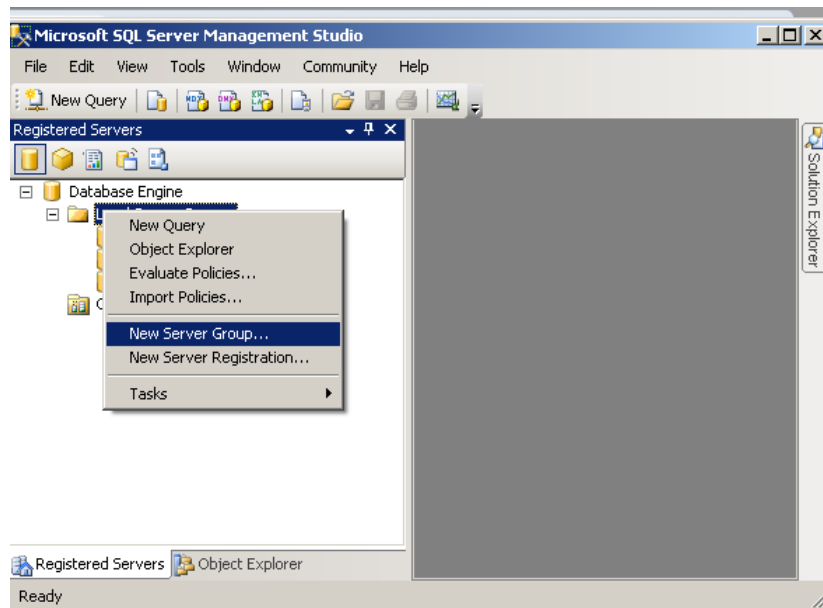 Microsoft SQL Server Management Studio
File Edit View Tools Window Community Help
New Query
Registered Servers
Database Engine
New Query
Object Explorer
Evaluate Policies...
Import Policies...
New Server Group...
New Server Registration...
Tasks
Solution Explorer
Registered Servers Object Explorer
Ready